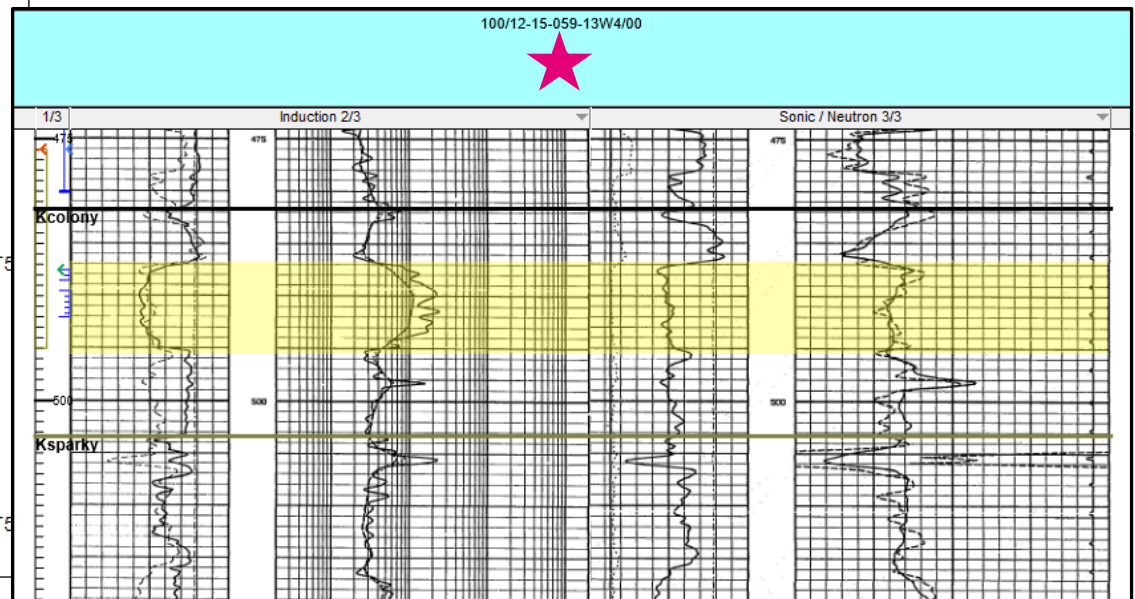 100/12-15-059-13W4/00
1/3 Induction 2/3 Sonic / Neutron 3/3
475 475 475
Kcolony
500 500 500
Ksparky